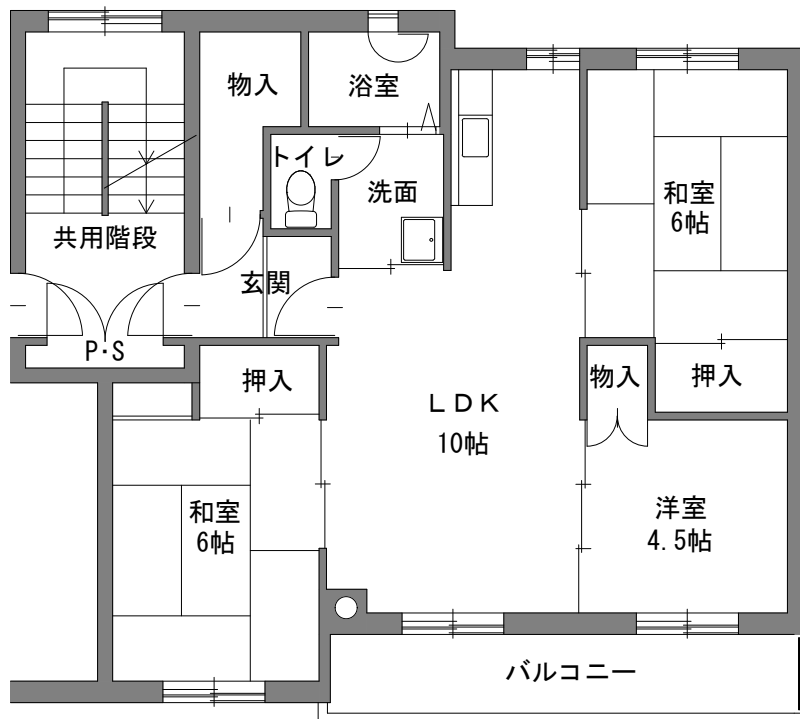 物入
浴室
トイレ
洗面
和室
6帖
共用階段
玄関
P·S
押入
LDK
10帖
物入
押入
和室
6帖
洋室
4.5帖
バルコニー